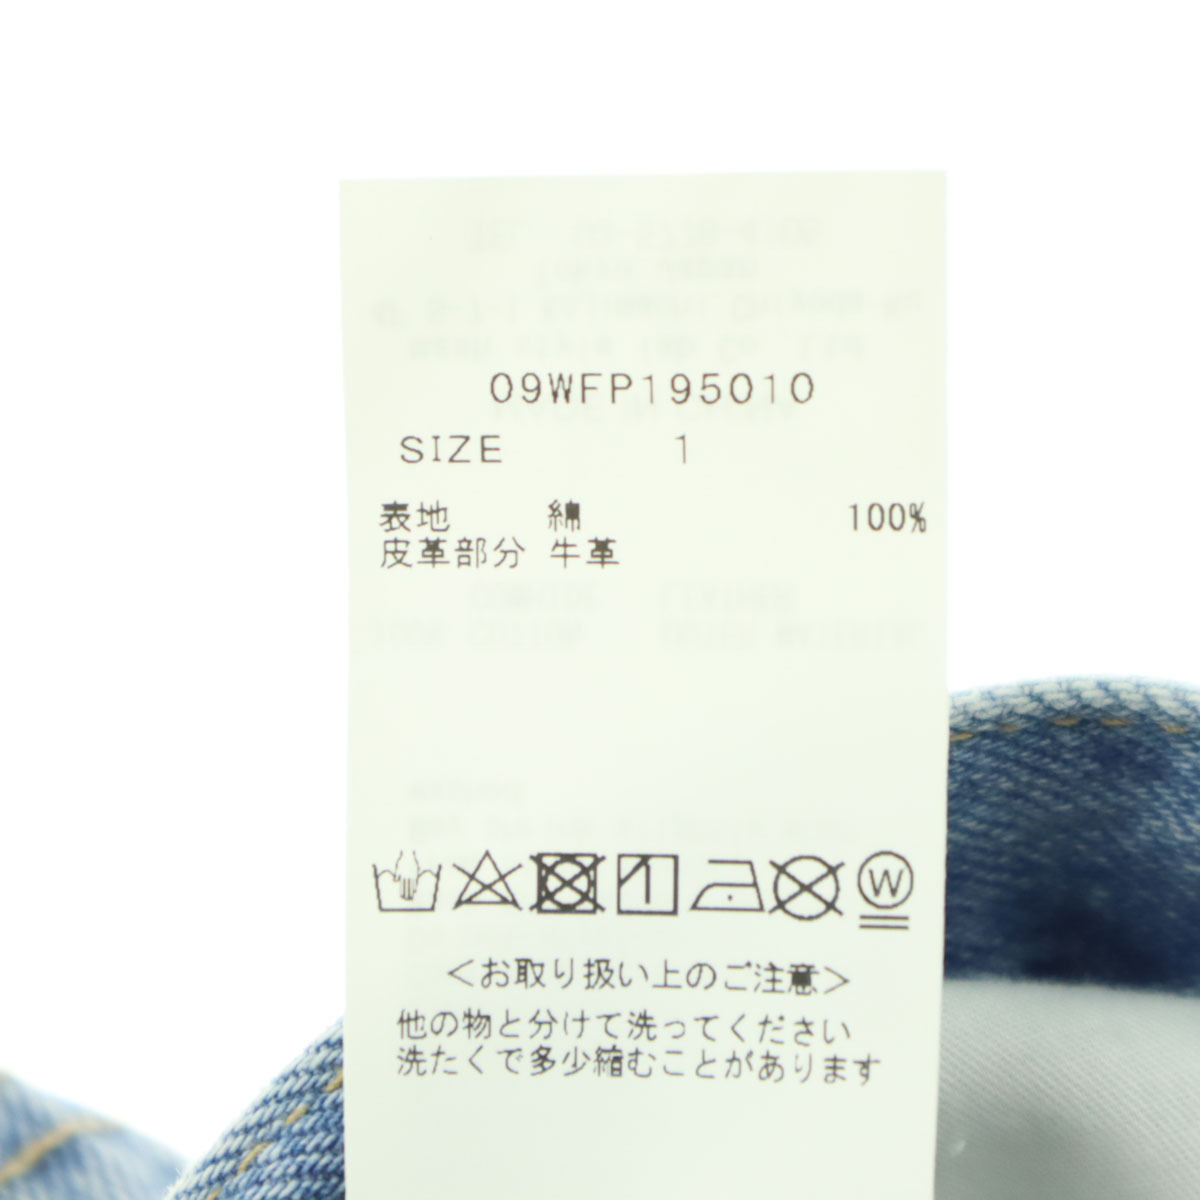 09WFP195010
SIZE 1
表地 綿 100%
皮革部分 牛革
W
<お取り扱い上のご注意>
他の物と分けて洗ってください
洗たくで多少縮むことがあります